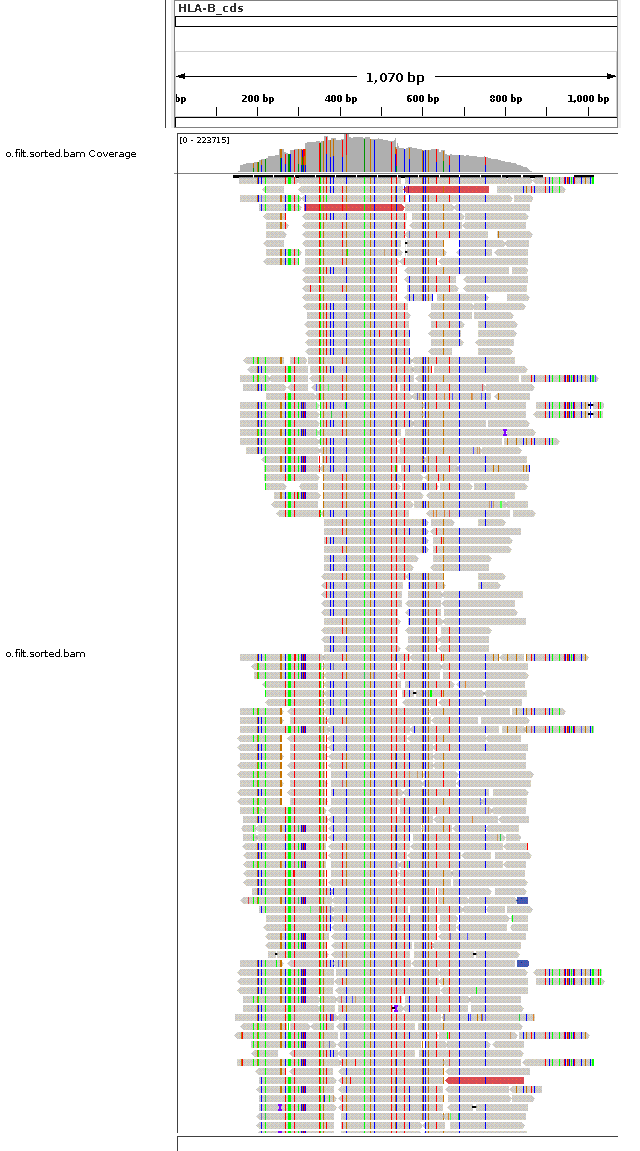 HLA-B_cds
1,070 bp
bp 200 bp 400 bp 600 bp 800 bp 1,000 bp
[0 - 223715]
o.filt.sorted.bam Coverage
o.filt.sorted.bam